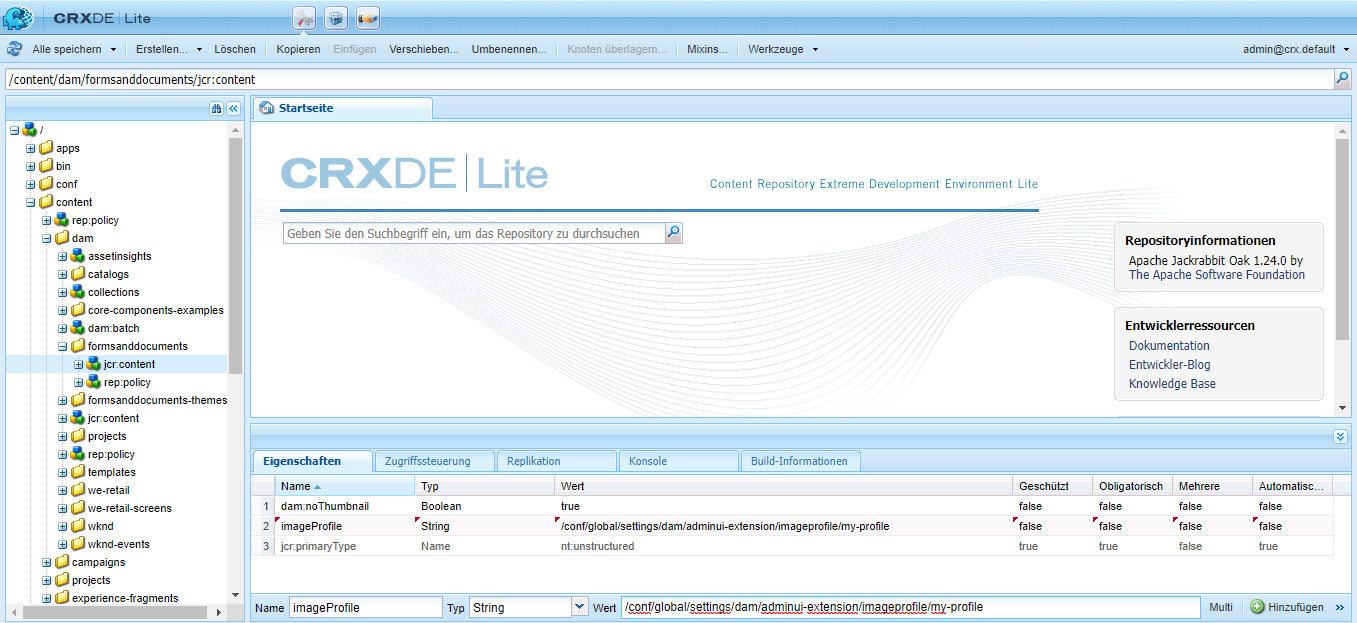 CRXDE | Lite
Alle speichern Erstellen... Löschen Kopieren Einfügen Verschieben... Umbenennen... Knoten überlagern... Mixins... Werkzeuge admin@crx.default
/content/dam/formsanddocuments/jcr:content
/
apps
bin
conf
content
rep:policy
dam
assetinsights
catalogs
collections
core-components-examples
dam:batch
formsanddocuments
jcr:content
rep:policy
formsanddocuments-themes
jcr:content
projects
rep:policy
templates
we-retail
we-retail-screens
wknd
wknd-events
campaigns
projects
experience-fragments
Startseite
CRXDE | Lite
Content Repository Extreme Development Environment Lite
Geben Sie den Suchbegriff ein, um das Repository zu durchsuchen
Repositoryinformationen
Apache Jackrabbit Oak 1.24.0 by
The Apache Software Foundation
Entwicklerressourcen
Dokumentation
Entwickler-Blog
Knowledge Base
Eigenschaften Zugriffssteuerung Replikation Konsole Build-Informationen
Name Typ Wert Geschützt Obligatorisch Mehrere Automatisc...
1 dam:noThumbnail Boolean true false false false false
2 imageProfile String /conf/global/settings/dam/adminui-extension/imageprofile/my-profile false false false false
3 jcr:primaryType Name nt:unstructured true true false true
Name imageProfile Typ String Wert /conf/global/settings/dam/adminui-extension/imageprofile/my-profile Multi Hinzufügen »